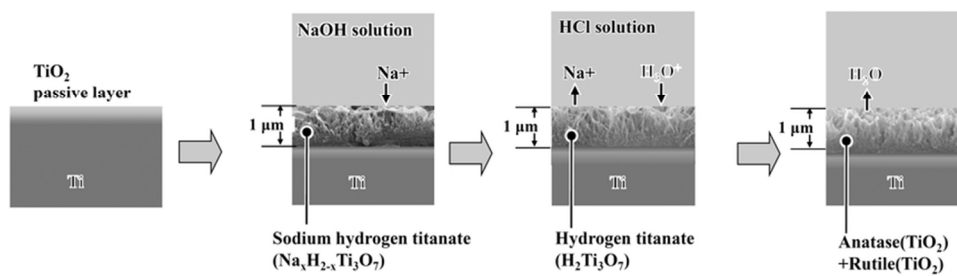 TiO₂
passive layer
Ti
NaOH solution
Na+
1 μm
Ti
Sodium hydrogen titanate
(NaₓH₂₋ₓTi₃O₇)
HCl solution
Na+
H₃O⁺
1 μm
Ti
Hydrogen titanate
(H₂Ti₃O₇)
H₂O
1 μm
Ti
Anatase(TiO₂)
+Rutile(TiO₂)